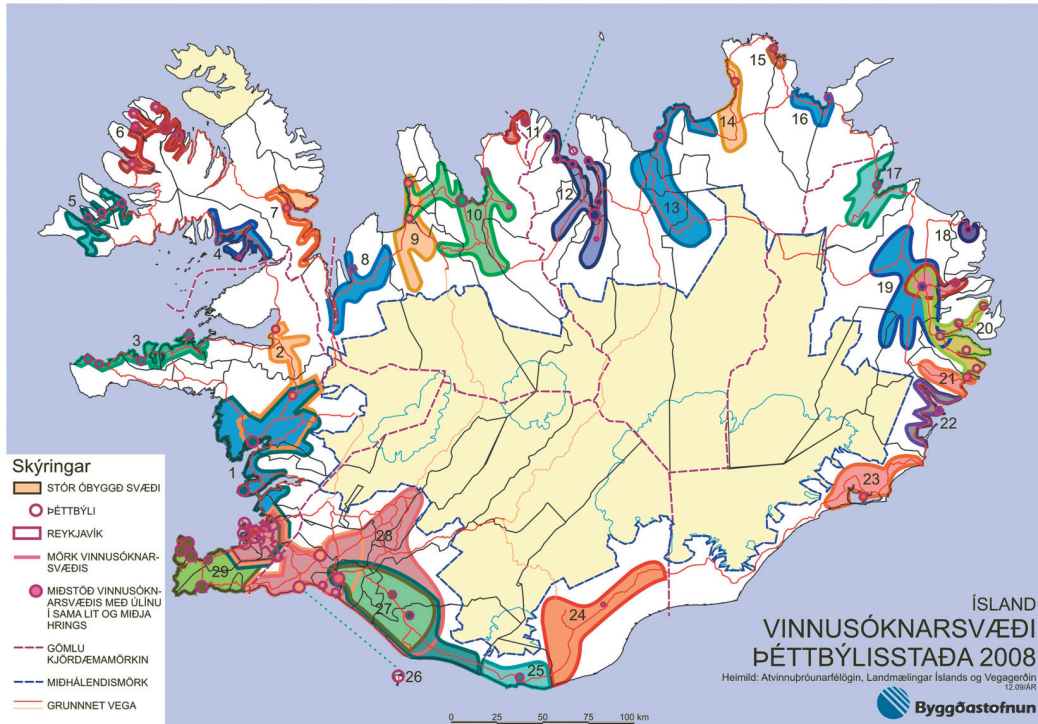 15
16
14
6
11
17
5
12
7
10
13
18
4
8
9
19
20
3
2
21
22
1
23
28
29
27
24
25
26
Skýringar
STÓR ÓBYGGÐ SVÆÐI
ÞÉTTBÝLI
REYKJAVÍK
MÖRK VINNUSÓKNAR-
SVÆÐIS
MIÐSTÖÐ VINNUSÓKN-
ARSVÆÐIS MEÐ ÚLÍNU
Í SAMA LIT OG MIÐJA
HRINGS
GÖMLU
KJÖRDÆMAMÖRKIN
MIÐHÁLENDISMÖRK
GRUNNNET VEGA
ÍSLAND
VINNUSÓKNARSVÆÐI
ÞÉTTBÝLISSTAÐA 2008
Heimild: Atvinnuþróunarfélögin, Landmælingar Íslands og Vegagerðin
12.09/ÁR
Byggðastofnun
0 25 50 75 100 km